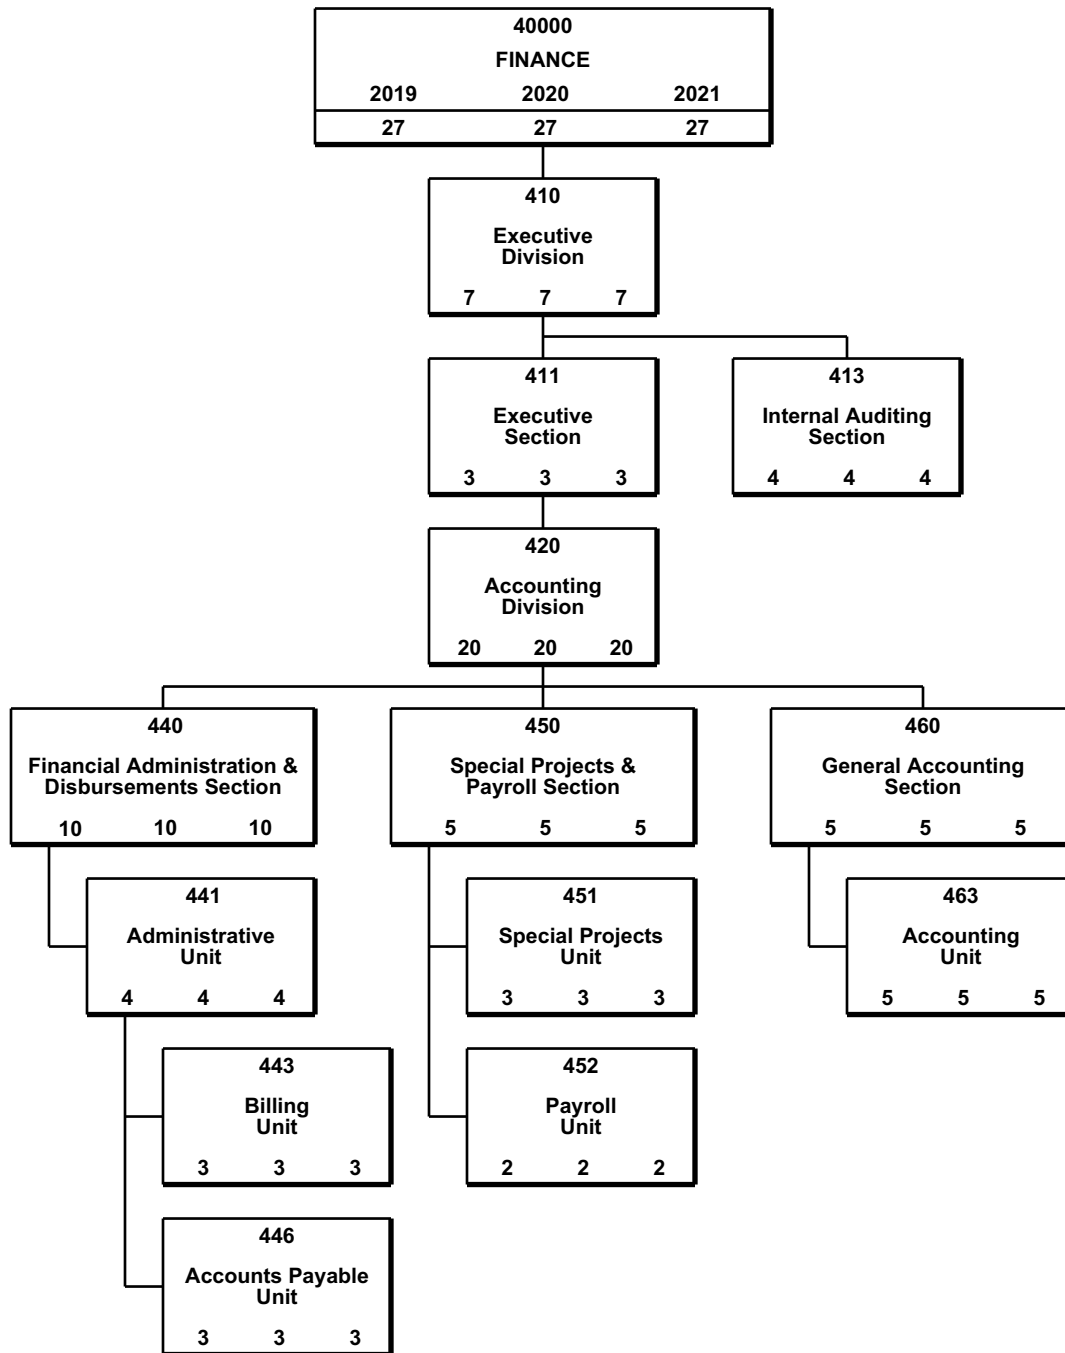 40000
FINANCE
2019 2020 2021
27 27 27
410
Executive
Division
7 7 7
411
Executive
Section
3 3 3
413
Internal Auditing
Section
4 4 4
420
Accounting
Division
20 20 20
440
Financial Administration &
Disbursements Section
10 10 10
450
Special Projects &
Payroll Section
5 5 5
460
General Accounting
Section
5 5 5
441
Administrative
Unit
4 4 4
451
Special Projects
Unit
3 3 3
463
Accounting
Unit
5 5 5
443
Billing
Unit
3 3 3
452
Payroll
Unit
2 2 2
446
Accounts Payable
Unit
3 3 3